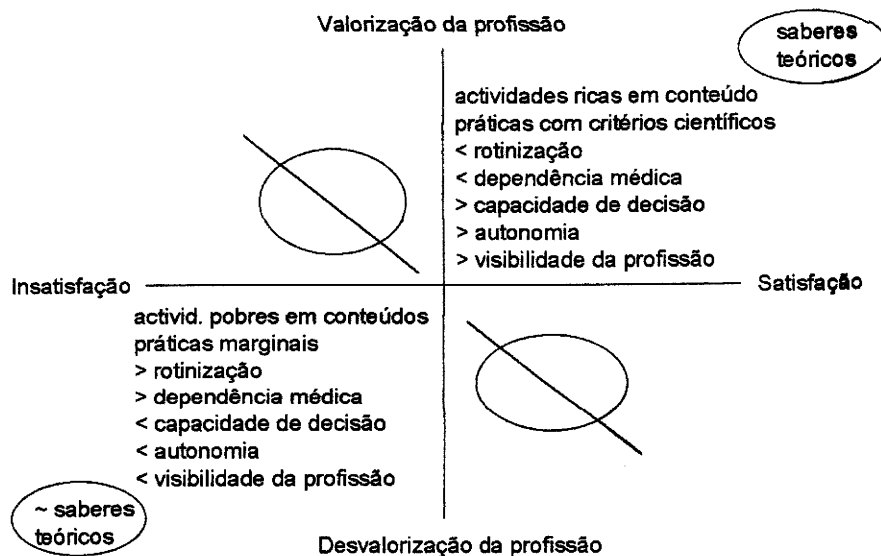 Valorização da profissão
saberes
teóricos
actividades ricas em conteúdo
práticas com critérios científicos
< rotinização
< dependência médica
> capacidade de decisão
> autonomia
> visibilidade da profissão
Insatisfação
Satisfação
activid. pobres em conteúdos
práticas marginais
> rotinização
> dependência médica
< capacidade de decisão
< autonomia
< visibilidade da profissão
~ saberes
teóricos
Desvalorização da profissão